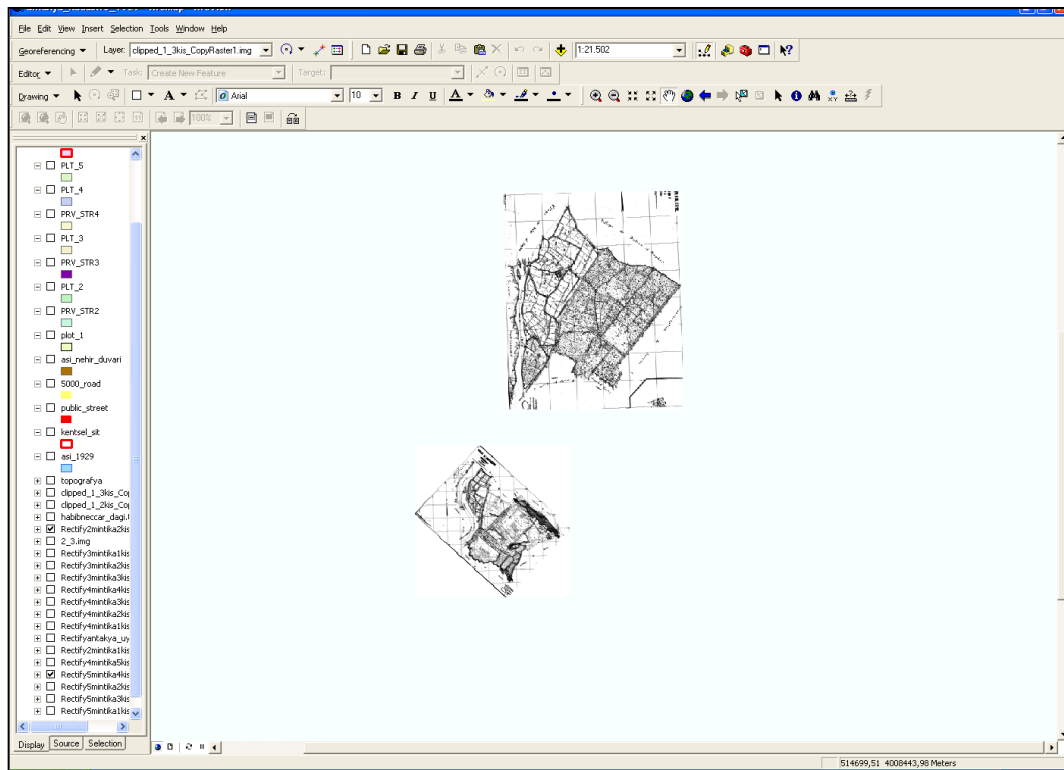 File Edit View Insert Selection Tools Window Help
Georeferencing Layer: clipped_1_3kis_CopyRaster1.img 1:21.502
Editor Task: Create New Feature Target:
Drawing A Arial 10 B I U A
100%
PLT_5
PLT_4
PRV_STR4
PLT_3
PRV_STR3
PLT_2
PRV_STR2
plot_1
asi_nehir_duvari
5000_road
public_street
kentsel_sit
asi_1929
topografya
clipped_1_3kis_Cop
clipped_1_2kis_Cop
habibneccar_dagi.
Rectify2mintika2kis
2_3.img
Rectify3mintika1kis
Rectify3mintika2kis
Rectify3mintika3kis
Rectify4mintika4kis
Rectify4mintika3kis
Rectify4mintika2kis
Rectify4mintika1kis
Rectifyantakya_uy
Rectify2mintika1kis
Rectify4mintika5kis
Rectify5mintika4kis
Rectify5mintika2kis
Rectify5mintika3kis
Rectify5mintika1kis
Display Source Selection
514699,51 4008443,98 Meters